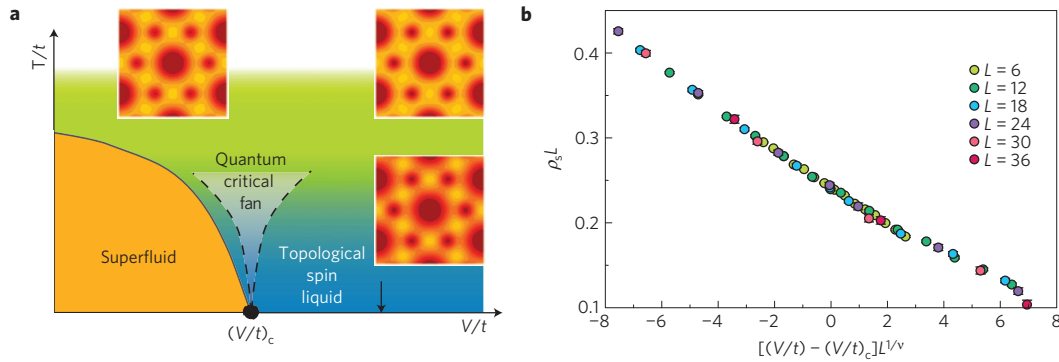 a
T/t
Quantum
critical
fan
Superfluid
Topological
spin
liquid
(V/t)c
V/t
b
ρsL
0.4
0.3
0.2
0.1
L = 6
L = 12
L = 18
L = 24
L = 30
L = 36
−8 −6 −4 −2 0 2 4 6 8
[(V/t) − (V/t)c]L1/ν